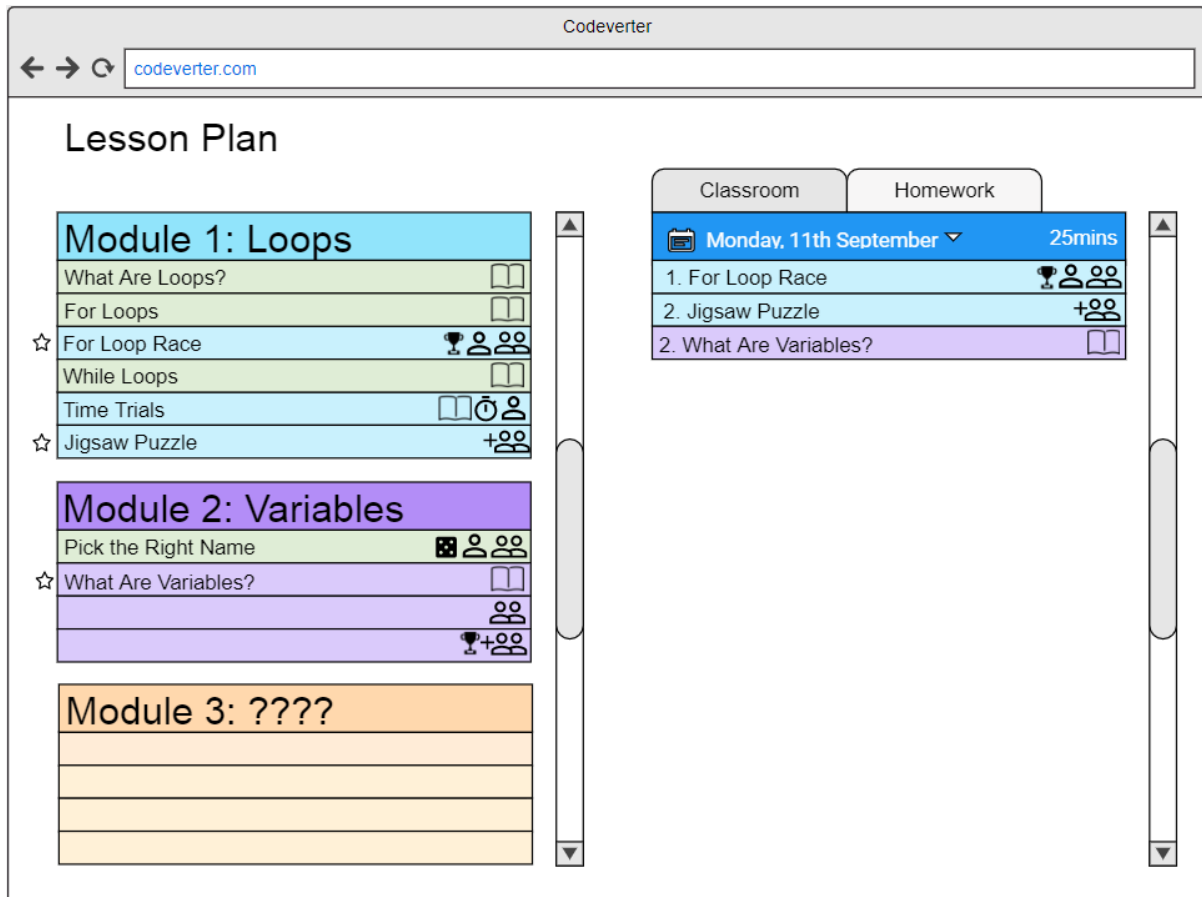 Codeverter
codeverter.com
Lesson Plan
Module 1: Loops
What Are Loops?
For Loops
For Loop Race
While Loops
Time Trials
Jigsaw Puzzle
Module 2: Variables
Pick the Right Name
What Are Variables?
Module 3: ????
Classroom
Homework
Monday, 11th September 25mins
1. For Loop Race
2. Jigsaw Puzzle
2. What Are Variables?